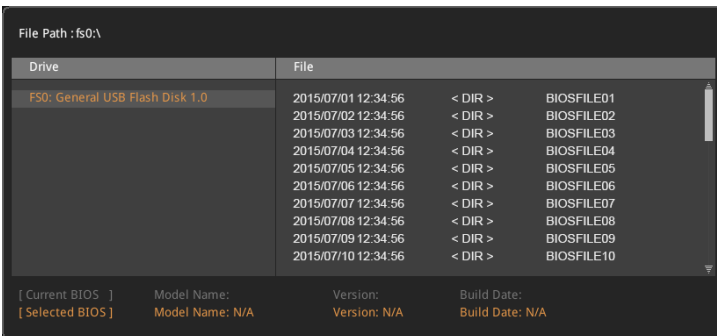 File Path : fs0:\
Drive File
FS0: General USB Flash Disk 1.0
2015/07/01 12:34:56 < DIR > BIOSFILE01
2015/07/02 12:34:56 < DIR > BIOSFILE02
2015/07/03 12:34:56 < DIR > BIOSFILE03
2015/07/04 12:34:56 < DIR > BIOSFILE04
2015/07/05 12:34:56 < DIR > BIOSFILE05
2015/07/06 12:34:56 < DIR > BIOSFILE06
2015/07/07 12:34:56 < DIR > BIOSFILE07
2015/07/08 12:34:56 < DIR > BIOSFILE08
2015/07/09 12:34:56 < DIR > BIOSFILE09
2015/07/10 12:34:56 < DIR > BIOSFILE10
[ Current BIOS ] Model Name: Version: Build Date:
[ Selected BIOS ] Model Name: N/A Version: N/A Build Date: N/A